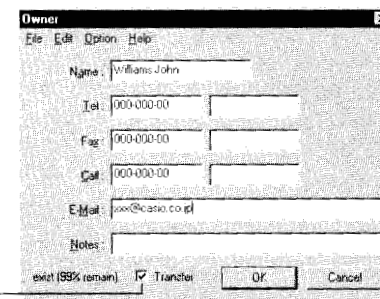 Owner
File Edit Option Help
Name : Williams John
Tel : 000-000-00
Fax : 000-000-00
Call : 000-000-00
E-Mail : xxx@casio.co.jp
Notes :
exist (99% remain) Transfer OK Cancel